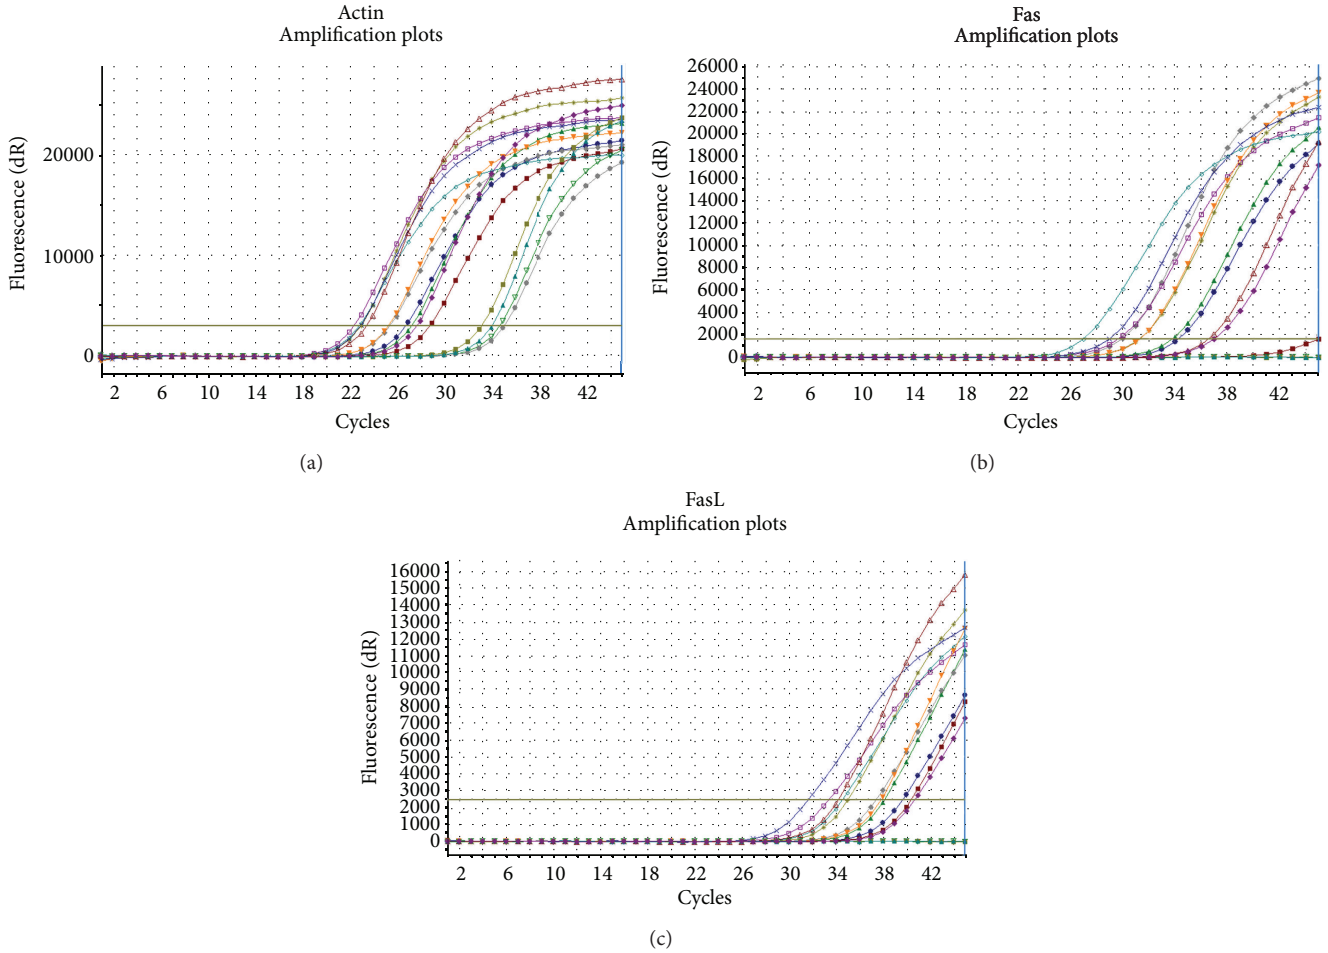 Actin
Amplification plots
Fluorescence (dR)
20000
10000
0
2 6 10 14 18 22 26 30 34 38 42
Cycles
(a)
Fas
Amplification plots
Fluorescence (dR)
26000
24000
22000
20000
18000
16000
14000
12000
10000
8000
6000
4000
2000
0
2 6 10 14 18 22 26 30 34 42
Cycles
(b)
FasL
Amplification plots
Fluorescence (dR)
16000
15000
14000
13000
12000
11000
10000
9000
8000
7000
6000
5000
4000
3000
2000
1000
0
2 6 10 14 18 22 26 30 34 38 42
Cycles
(c)